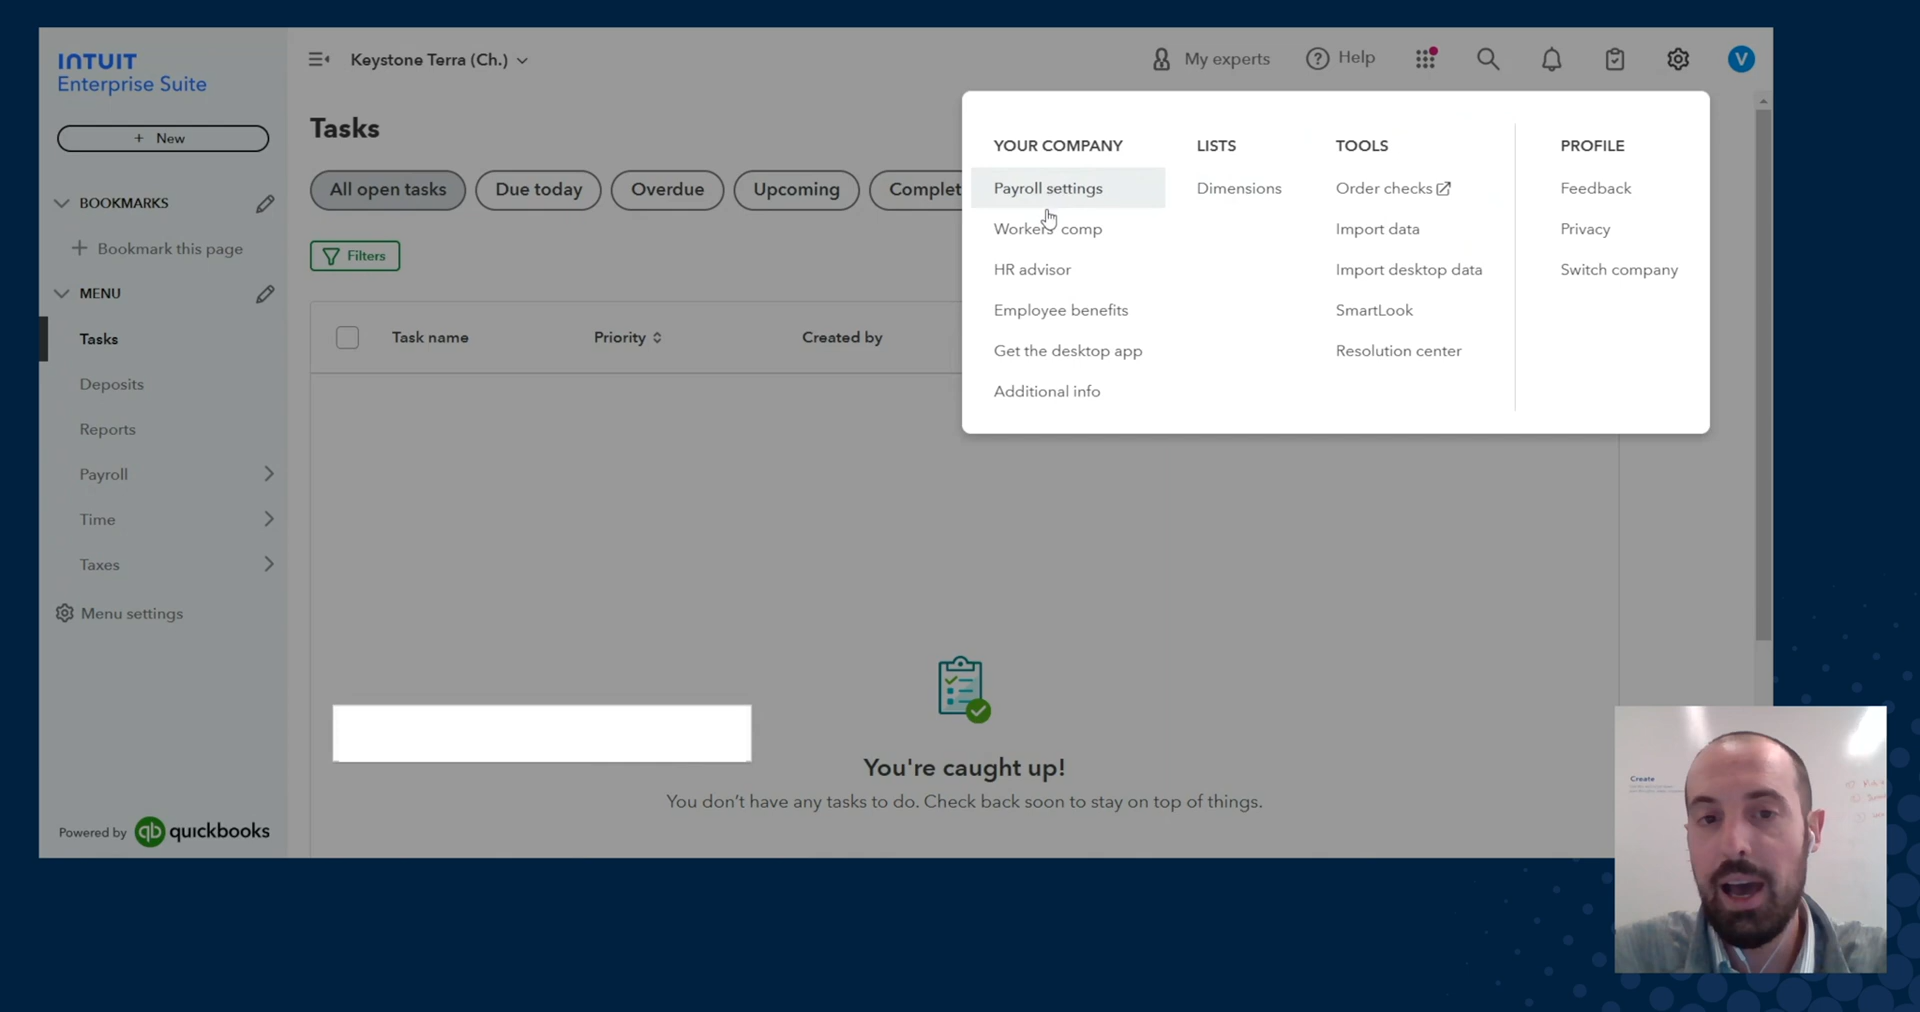 INTUIT
Enterprise Suite
+ New
BOOKMARKS
Bookmark this page
MENU
Tasks
Deposits
Reports
Payroll
Time
Taxes
Menu settings
Powered by qb quickbooks
Keystone Terra (Ch.)
My experts
? Help
V
Tasks
All open tasks
Due today
Overdue
Upcoming
Complet
Filters
Task name
Priority
Created by
YOUR COMPANY
Payroll settings
Workers' comp
HR advisor
Employee benefits
Get the desktop app
Additional info
LISTS
Dimensions
TOOLS
Order checks
Import data
Import desktop data
SmartLook
Resolution center
PROFILE
Feedback
Privacy
Switch company
You're caught up!
You don't have any tasks to do. Check back soon to stay on top of things.
Create